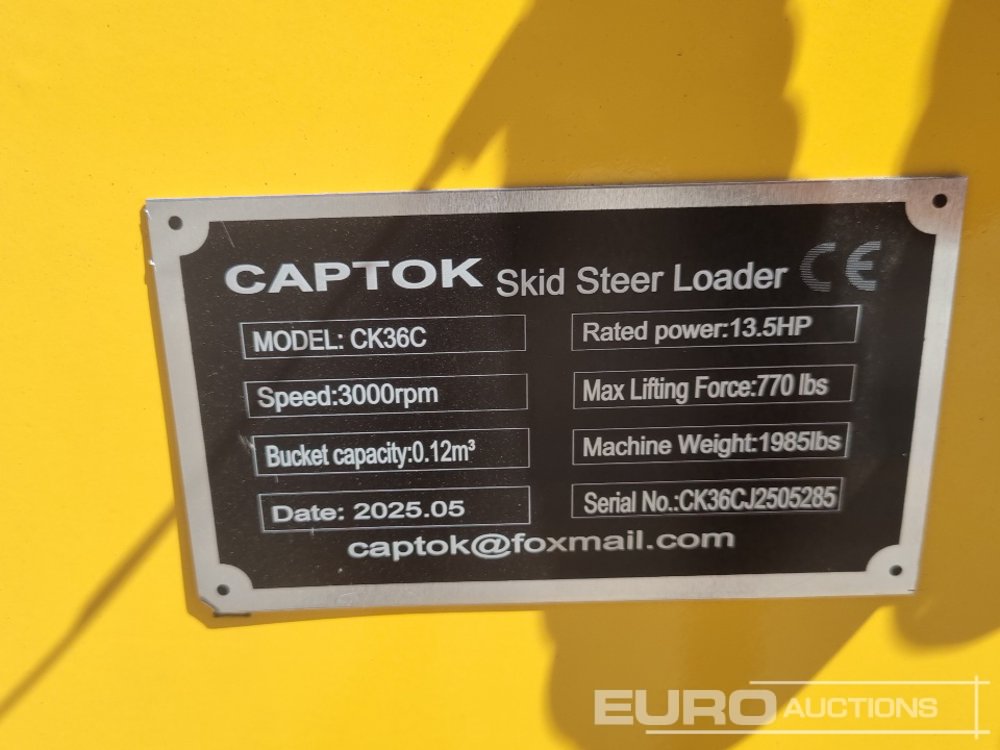 CAPTOK Skid Steer Loader CE
MODEL: CK36C
Rated power:13.5HP
Speed:3000rpm
Max Lifting Force:770 lbs
Bucket capacity:0.12m³
Machine Weight:1985lbs
Date: 2025.05
Serial No.:CK36CJ2505285
captok@foxmail.com
EURO AUCTIONS